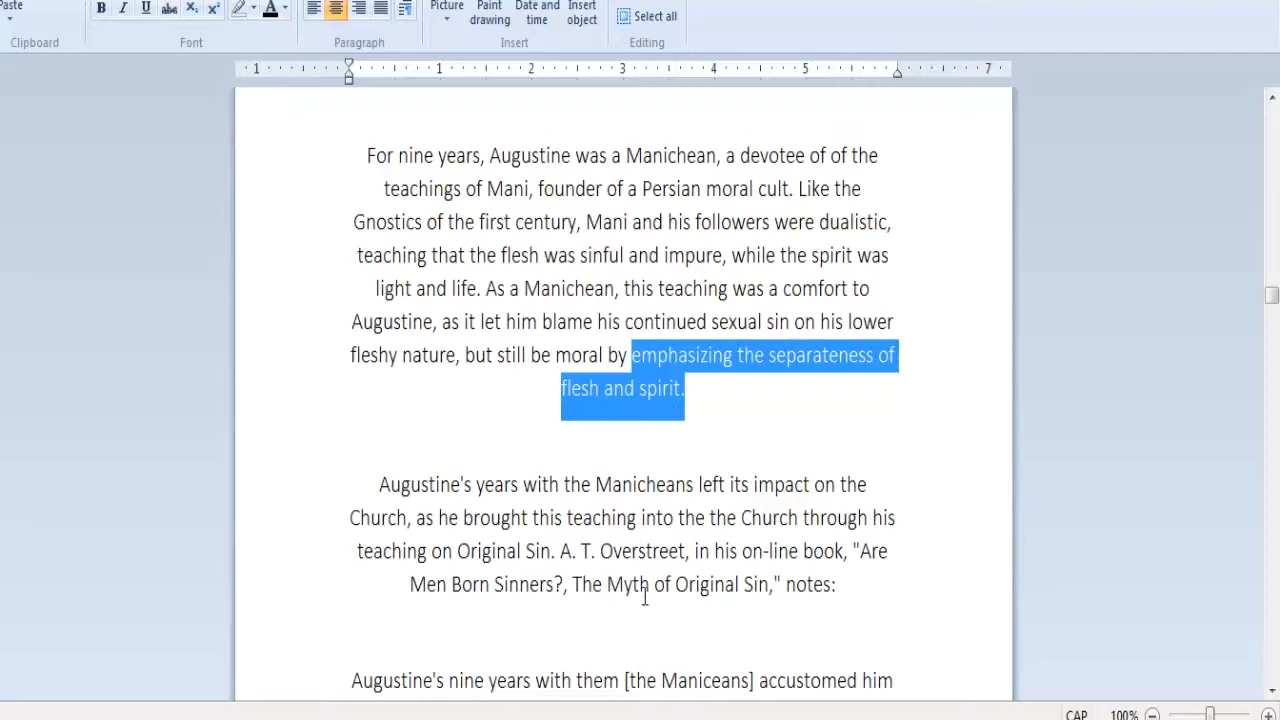 Paste
B I U abc X₂ X² A
Picture Paint drawing Date and time Insert object
Select all
Clipboard Font Paragraph Insert Editing
1 1 2 3 4 5 7
For nine years, Augustine was a Manichean, a devotee of of the
teachings of Mani, founder of a Persian moral cult. Like the
Gnostics of the first century, Mani and his followers were dualistic,
teaching that the flesh was sinful and impure, while the spirit was
light and life. As a Manichean, this teaching was a comfort to
Augustine, as it let him blame his continued sexual sin on his lower
fleshy nature, but still be moral by emphasizing the separateness of
flesh and spirit.
Augustine's years with the Manicheans left its impact on the
Church, as he brought this teaching into the the Church through his
teaching on Original Sin. A. T. Overstreet, in his on-line book, "Are
Men Born Sinners?, The Myth of Original Sin," notes:
Augustine's nine years with them [the Maniceans] accustomed him
CAP 100%